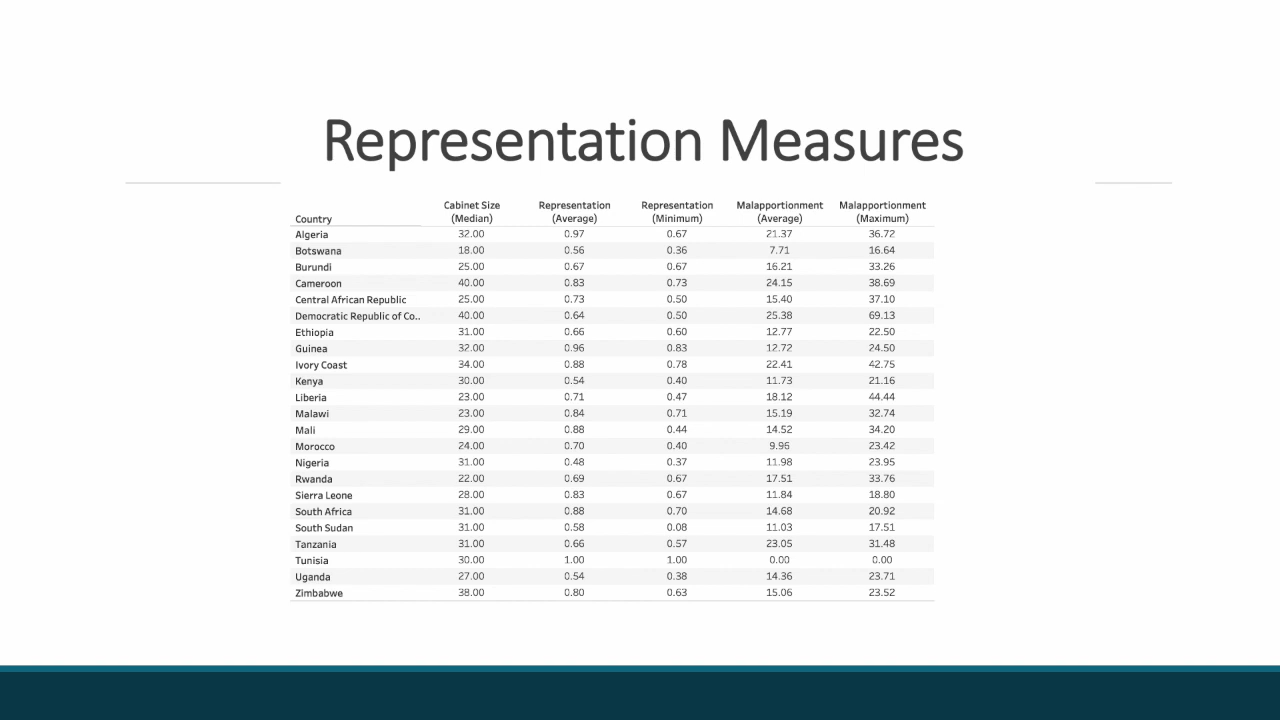 Representation Measures
Cabinet Size Representation Representation Malapportionment Malapportionment
Country (Median) (Average) (Minimum) (Average) (Maximum)
Algeria 32.00 0.97 0.67 21.37 36.72
Botswana 18.00 0.56 0.36 7.71 16.64
Burundi 25.00 0.67 0.67 16.21 33.26
Cameroon 40.00 0.83 0.73 24.15 38.69
Central African Republic 25.00 0.73 0.50 15.40 37.10
Democratic Republic of Co.. 40.00 0.64 0.50 25.38 69.13
Ethiopia 31.00 0.66 0.60 12.77 22.50
Guinea 32.00 0.96 0.83 12.72 24.50
Ivory Coast 34.00 0.88 0.78 22.41 42.75
Kenya 30.00 0.54 0.40 11.73 21.16
Liberia 23.00 0.71 0.47 18.12 44.44
Malawi 23.00 0.84 0.71 15.19 32.74
Mali 29.00 0.88 0.44 14.52 34.20
Morocco 24.00 0.70 0.40 9.96 23.42
Nigeria 31.00 0.48 0.37 11.98 23.95
Rwanda 22.00 0.69 0.67 17.51 33.76
Sierra Leone 28.00 0.83 0.67 11.84 18.80
South Africa 31.00 0.88 0.70 14.68 20.92
South Sudan 31.00 0.58 0.08 11.03 17.51
Tanzania 31.00 0.66 0.57 23.05 31.48
Tunisia 30.00 1.00 1.00 0.00 0.00
Uganda 27.00 0.54 0.38 14.36 23.71
Zimbabwe 38.00 0.80 0.63 15.06 23.52